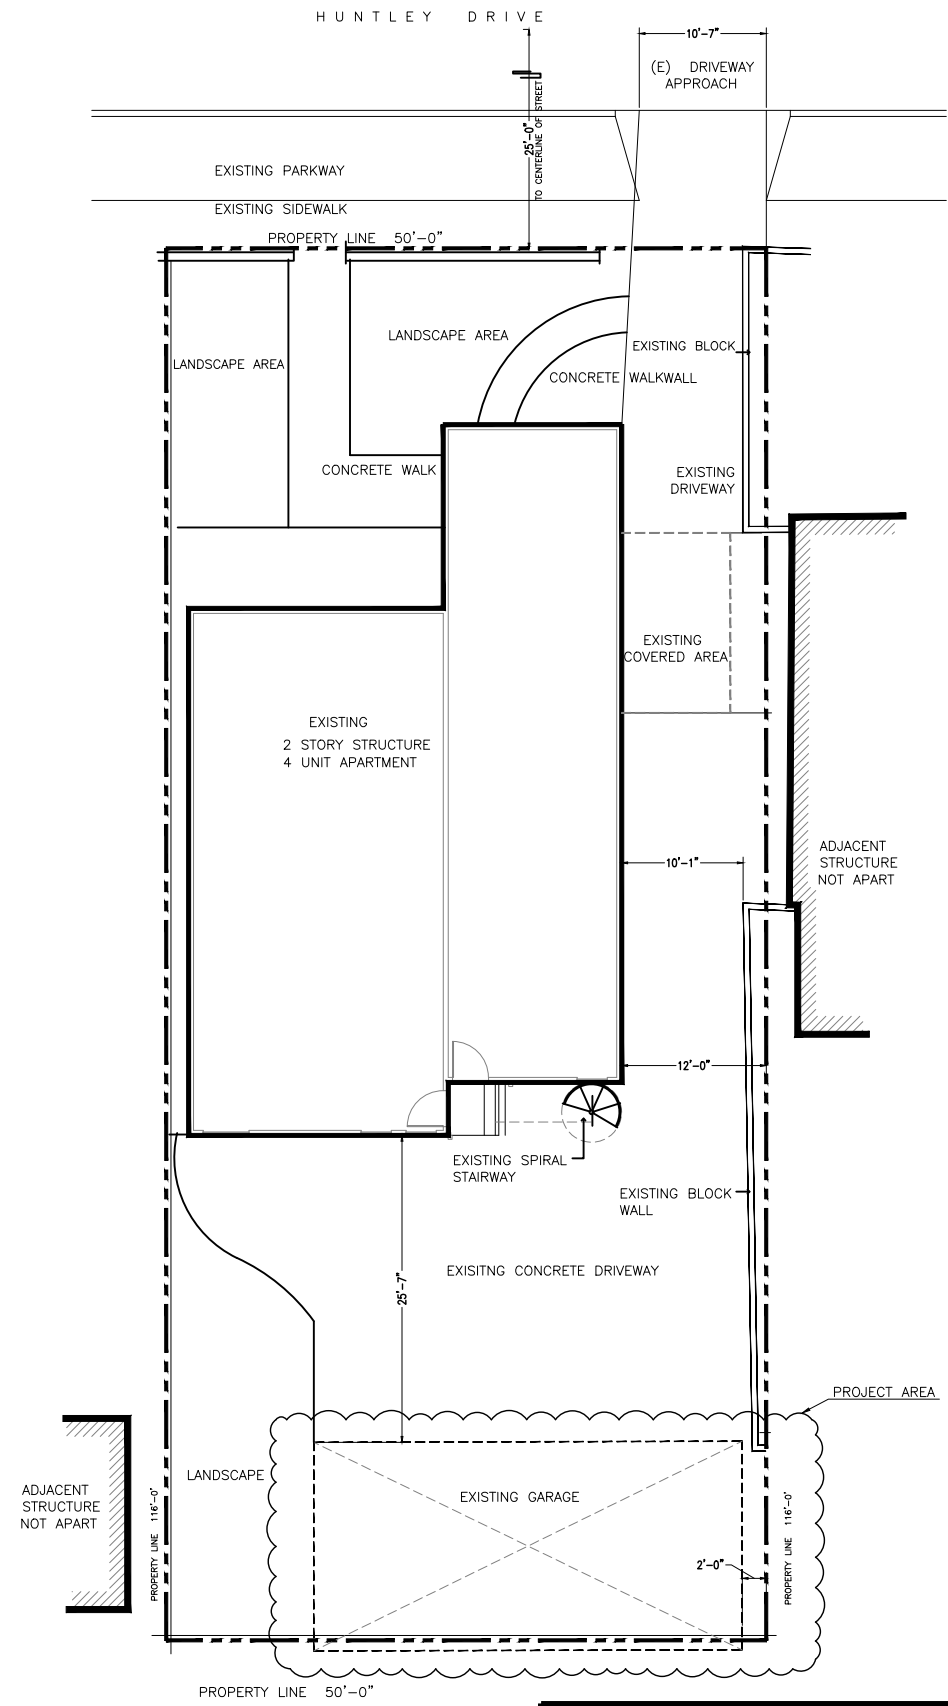 HUNTLEY DRIVE
10'-7"
(E) DRIVEWAY
APPROACH
25'-0"
TO CENTERLINE OF STREET
EXISTING PARKWAY
EXISTING SIDEWALK
PROPERTY LINE 50'-0"
LANDSCAPE AREA
EXISTING BLOCK
LANDSCAPE AREA
CONCRETE WALKWALL
CONCRETE WALK
EXISTING
DRIVEWAY
EXISTING
COVERED AREA
EXISTING
2 STORY STRUCTURE
4 UNIT APARTMENT
ADJACENT
STRUCTURE
NOT APART
10'-1"
12'-0"
EXISTING SPIRAL
STAIRWAY
EXISTING BLOCK
WALL
EXISITNG CONCRETE DRIVEWAY
25'-7"
PROJECT AREA
LANDSCAPE
ADJACENT
STRUCTURE
NOT APART
EXISTING GARAGE
PROPERTY LINE 116'-0'
PROPERTY LINE 116'-0'
2'-0"
PROPERTY LINE 50'-0"